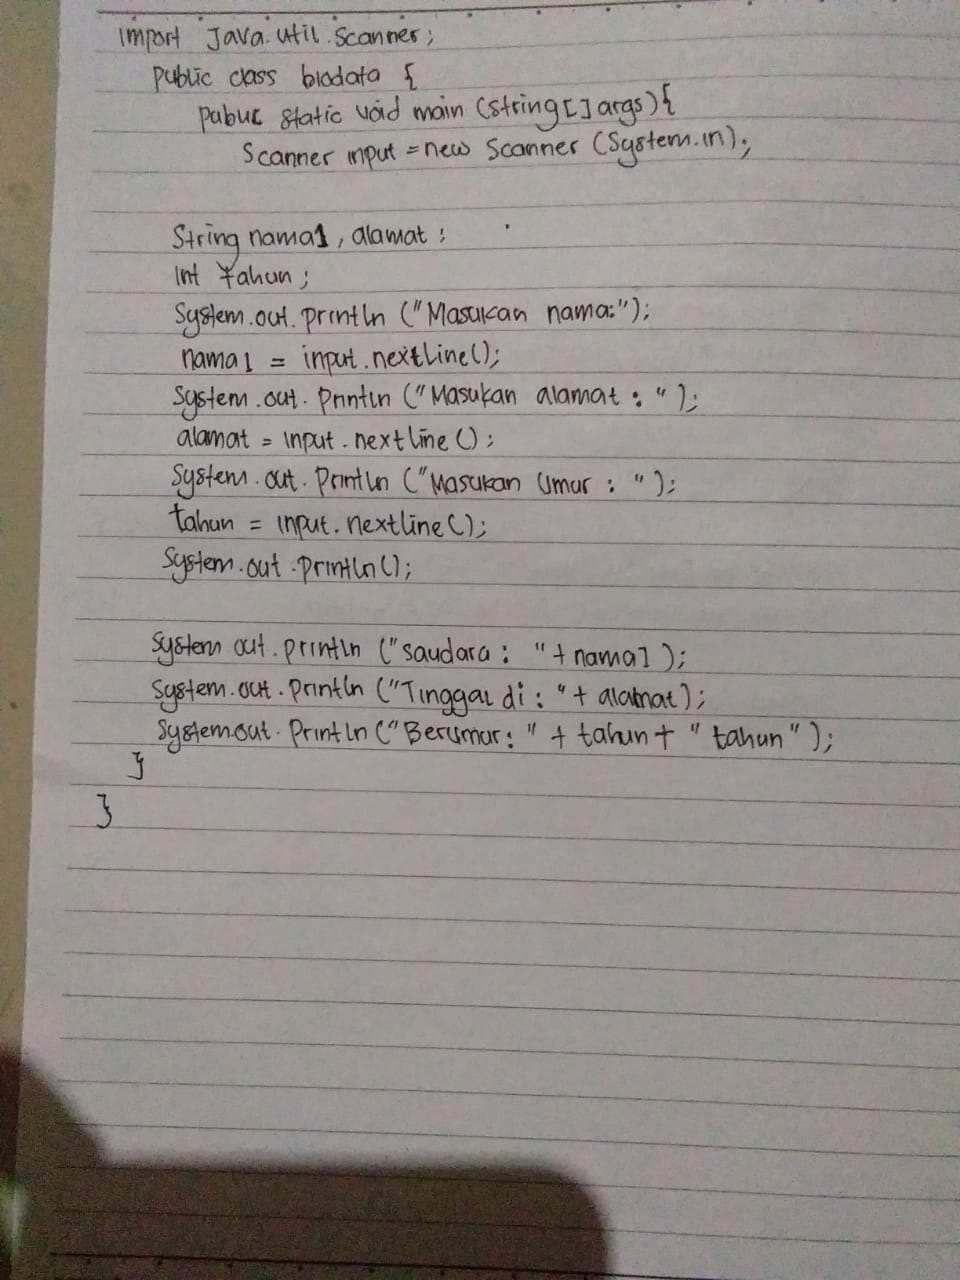 import Java.util.Scanner;
public class biodata {
public static void main (string[] args){
Scanner input = new Scanner (System.in);
String nama1, alamat;
Int tahun;
System.out.println ("Masukan nama:");
nama1 = input.nextLine();
System.out.Println ("Masukan alamat : ");
alamat = input.nextline();
System.out.Println ("Masukan Umur : ");
tahun = input.nextline();
System.out.println();
System out.println ("saudara : "+ nama1);
System.out.Println ("Tinggal di : "+ alamat);
System.out.Println ("Berumur: " + tahun + " tahun");
}
}